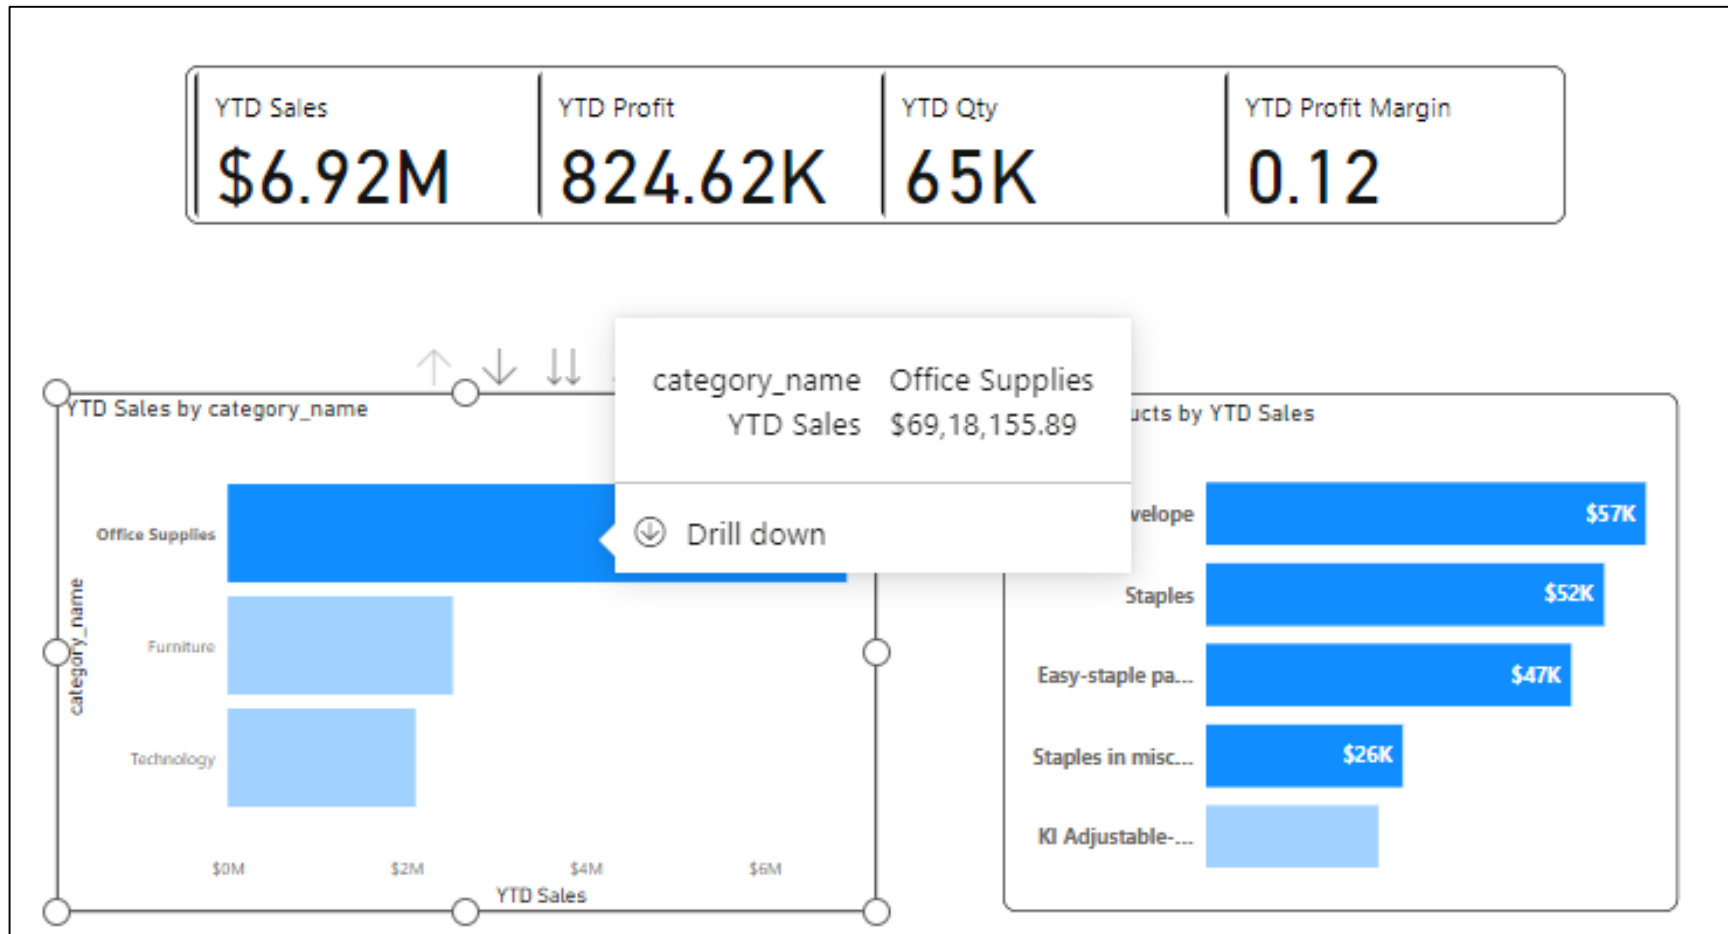 YTD Sales
$6.92M
YTD Profit
824.62K
YTD Qty
65K
YTD Profit Margin
0.12
category_name Office Supplies
YTD Sales $69,18,155.89
Drill down
YTD Sales by category_name
category_name
Office Supplies
Furniture
Technology
$0M $2M $4M $6M
YTD Sales
ucts by YTD Sales
velope $57K
Staples $52K
Easy-staple pa... $47K
Staples in misc... $26K
KI Adjustable-...